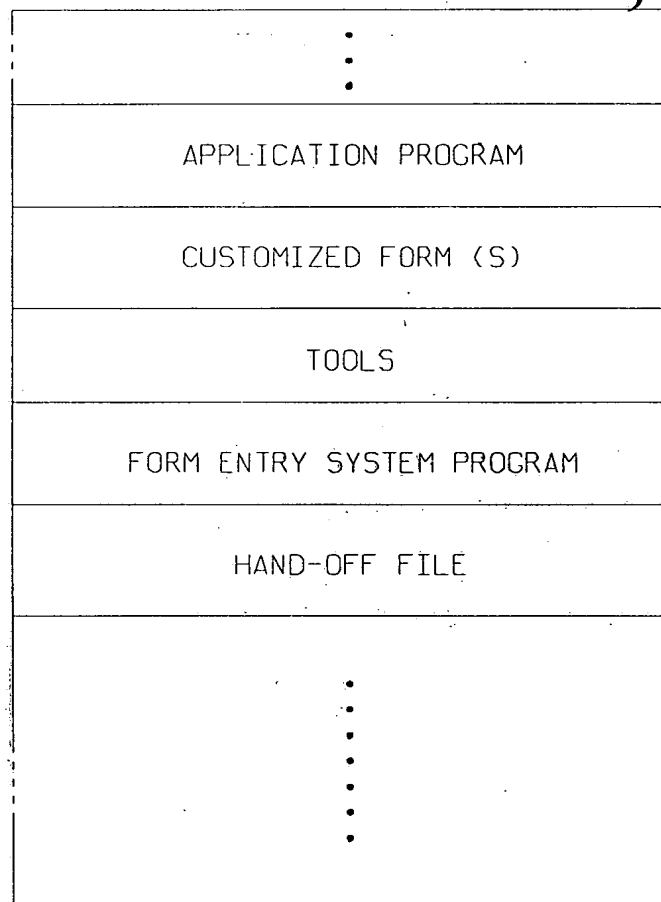 APPLICATION PROGRAM
CUSTOMIZED FORM (S)
TOOLS
FORM ENTRY SYSTEM PROGRAM
HAND-OFF FILE